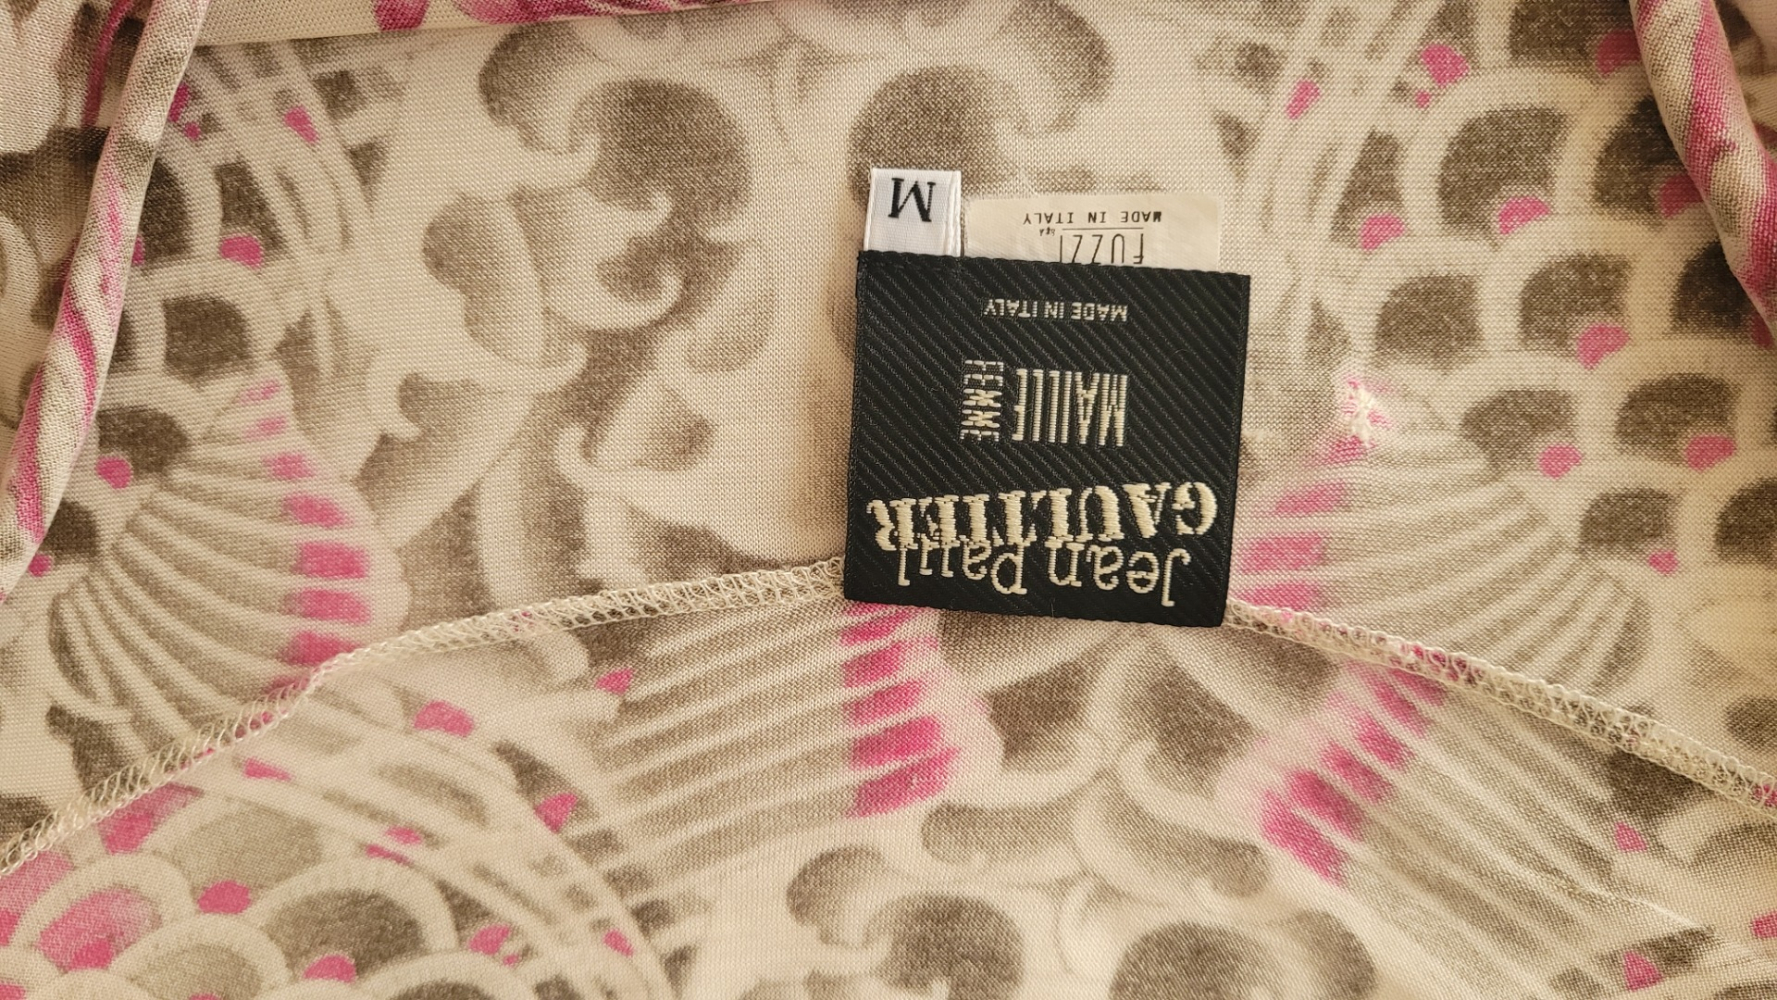 Jean Paul
GAULTIER
MAILLE
FEMME
MADE IN ITALY
FUZZI
MADE IN ITALY
M